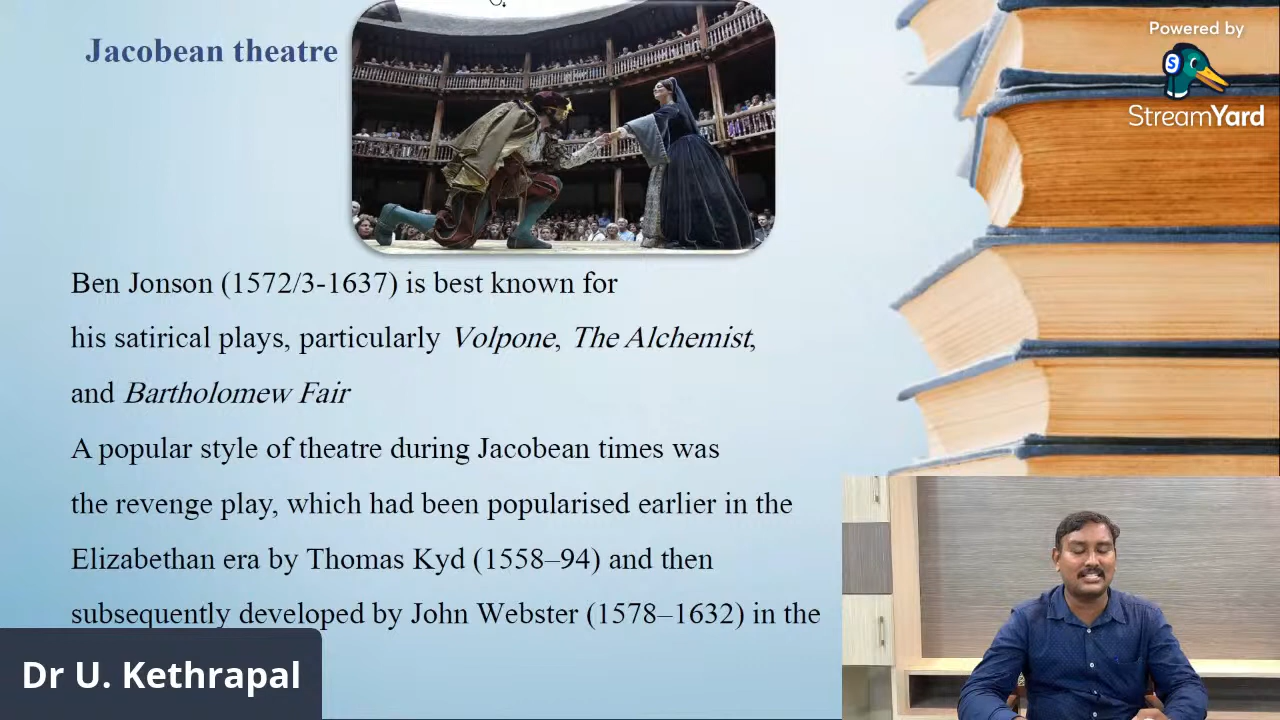 Jacobean theatre
Powered by
StreamYard
Ben Jonson (1572/3-1637) is best known for
his satirical plays, particularly Volpone, The Alchemist,
and Bartholomew Fair
A popular style of theatre during Jacobean times was
the revenge play, which had been popularised earlier in the
Elizabethan era by Thomas Kyd (1558–94) and then
subsequently developed by John Webster (1578–1632) in the
Dr U. Kethrapal